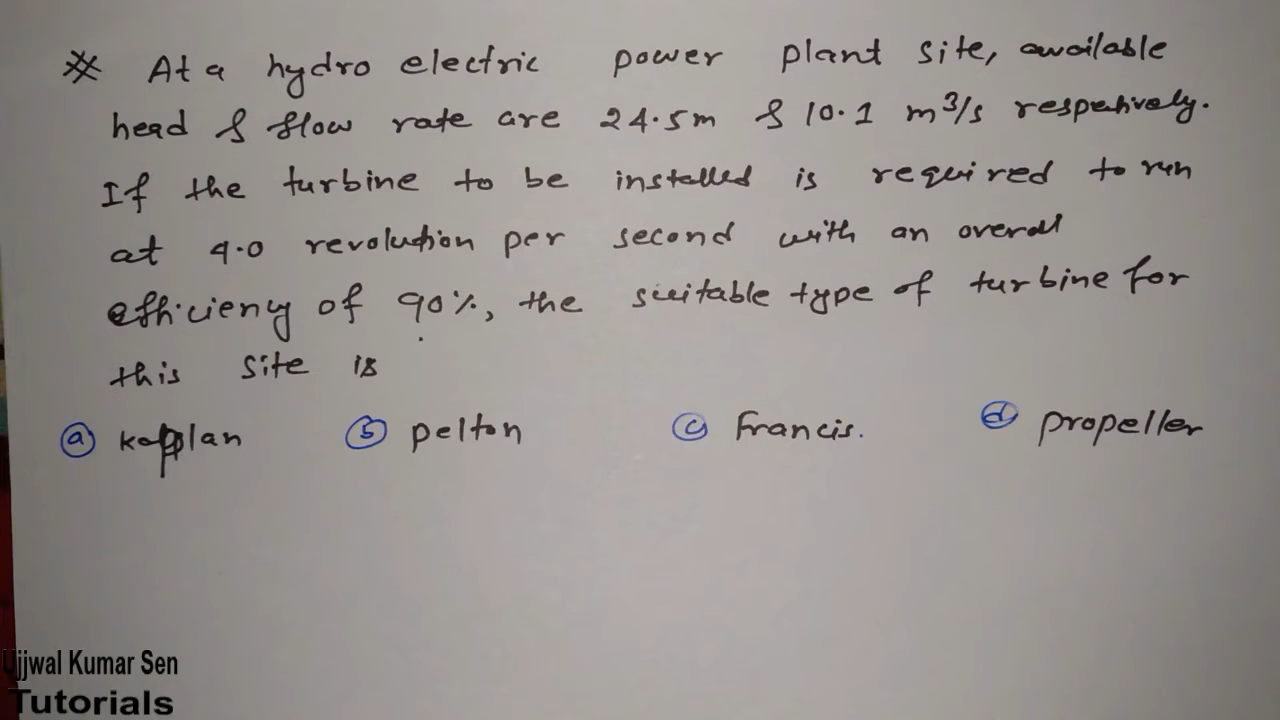 ※ At a hydro electric power plant site, available
head & flow rate are 24.5m & 10.1 m³/s respetively.
If the turbine to be installed is required to run
at 4.0 revolution per second with an overall
efficieny of 90%, the suitable type of turbine for
this site is
ⓐ kaplan ⓑ pelton ⓒ Francis. ⓓ propeller
Ujjwal Kumar Sen
Tutorials